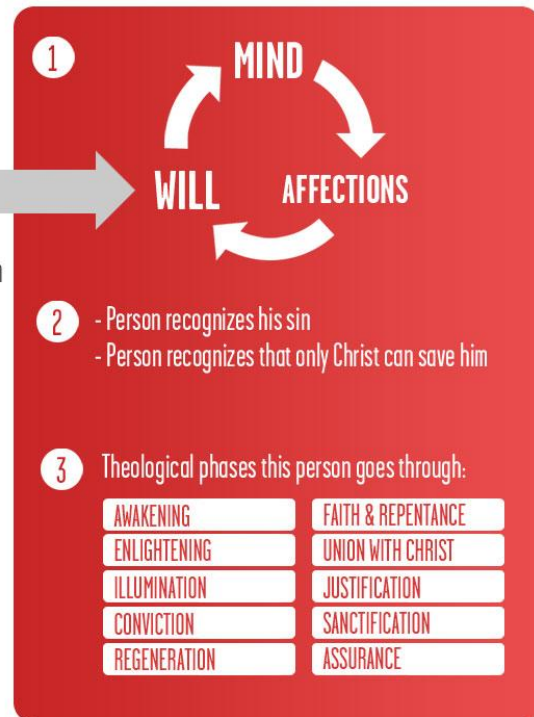 1
MIND
WILL
AFFECTIONS
2
- Person recognizes his sin
- Person recognizes that only Christ can save him
3
Theological phases this person goes through:
AWAKENING
ENLIGHTENING
ILLUMINATION
CONVICTION
REGENERATION
FAITH & REPENTANCE
UNION WITH CHRIST
JUSTIFICATION
SANCTIFICATION
ASSURANCE